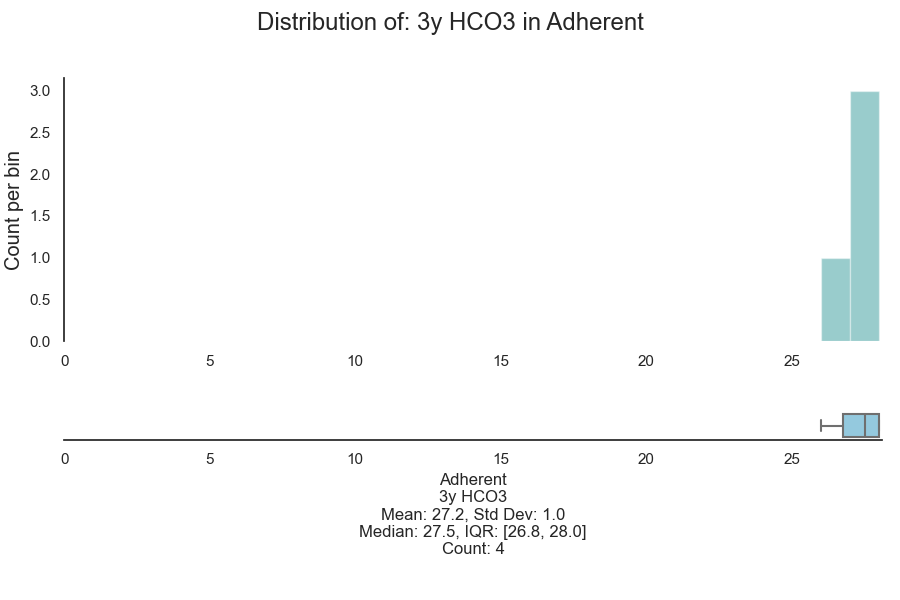 Distribution of: 3y HCO3 in Adherent
Count per bin
3.0
2.5
2.0
1.5
1.0
0.5
0.0
0 5 10 15 20 25
0 5 10 15 20 25
Adherent
3y HCO3
Mean: 27.2, Std Dev: 1.0
Median: 27.5, IQR: [26.8, 28.0]
Count: 4